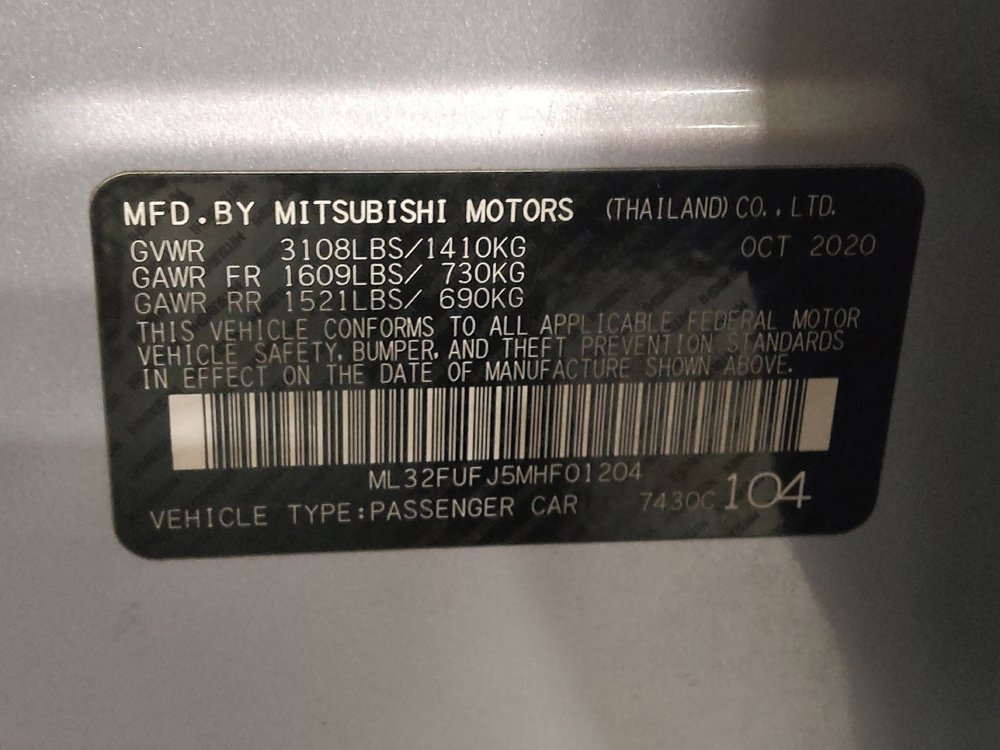 MFD.BY MITSUBISHI MOTORS (THAILAND)CO.,LTD.
GVWR 3108LBS/1410KG OCT 2020
GAWR FR 1609LBS/ 730KG
GAWR RR 1521LBS/ 690KG
THIS VEHICLE CONFORMS TO ALL APPLICABLE FEDERAL MOTOR
VEHICLE SAFETY, BUMPER, AND THEFT PREVENTION STANDARDS
IN EFFECT ON THE DATE OF MANUFACTURE SHOWN ABOVE.
ML32FUFJ5MHF01204
VEHICLE TYPE:PASSENGER CAR 7430C 104